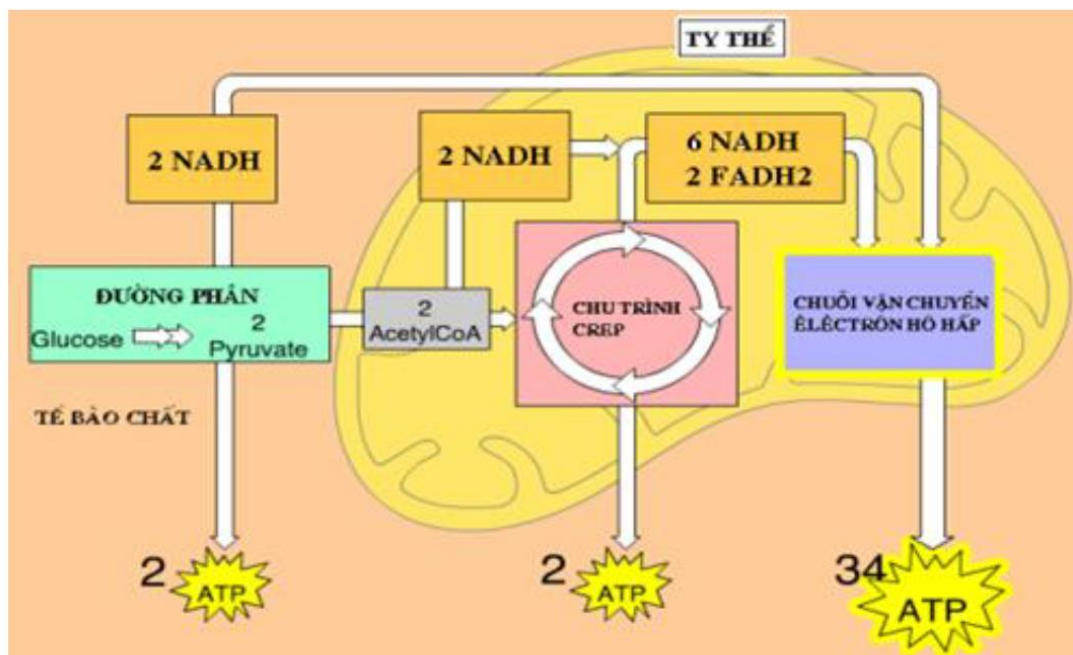 TY THỂ
2 NADH
2 NADH
6 NADH
2 FADH2
ĐƯỜNG PHÂN
Glucose
2
Pyruvate
2
AcetylCoA
CHU TRÌNH
CREP
CHUỖI VẬN CHUYỂN
ÊLÊCTRÔN HÔ HẤP
TẾ BÀO CHẤT
2
ATP
2
ATP
34
ATP